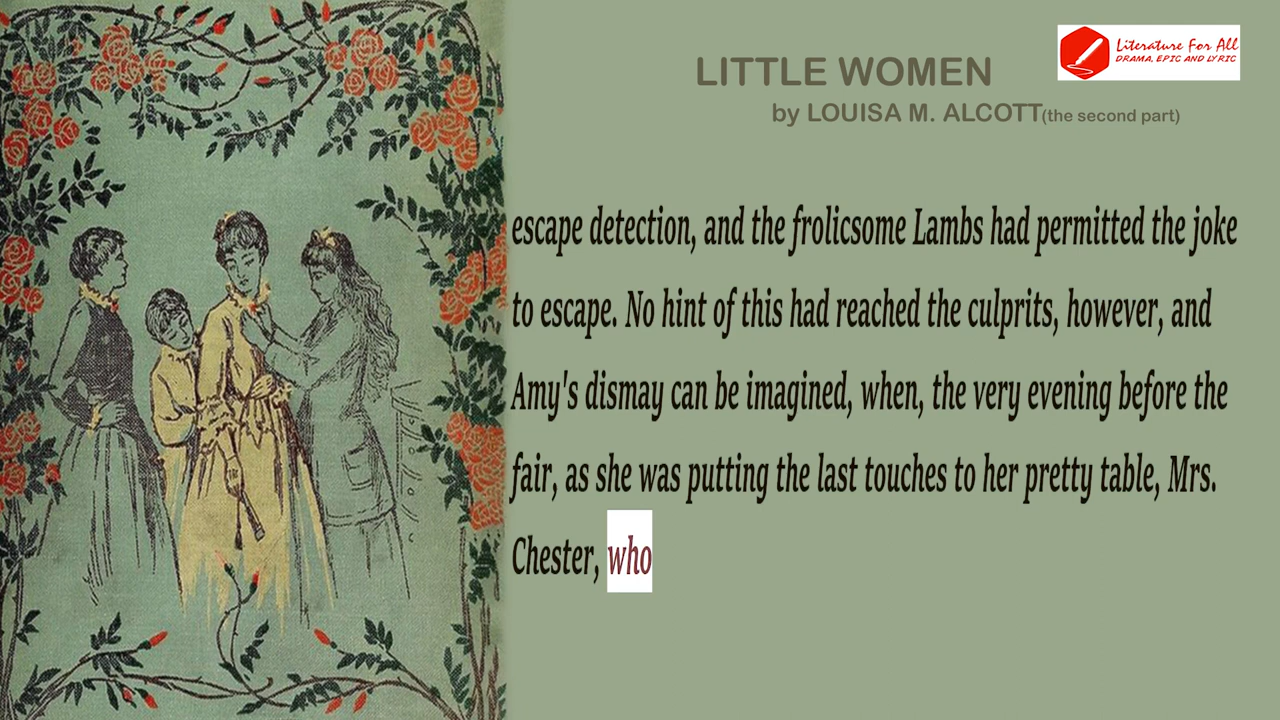 LITTLE WOMEN
Literature For All
DRAMA, EPIC AND LYRIC
by LOUISA M. ALCOTT(the second part)
escape detection, and the frolicsome Lambs had permitted the joke
to escape. No hint of this had reached the culprits, however, and
Amy's dismay can be imagined, when, the very evening before the
fair, as she was putting the last touches to her pretty table, Mrs.
Chester, who